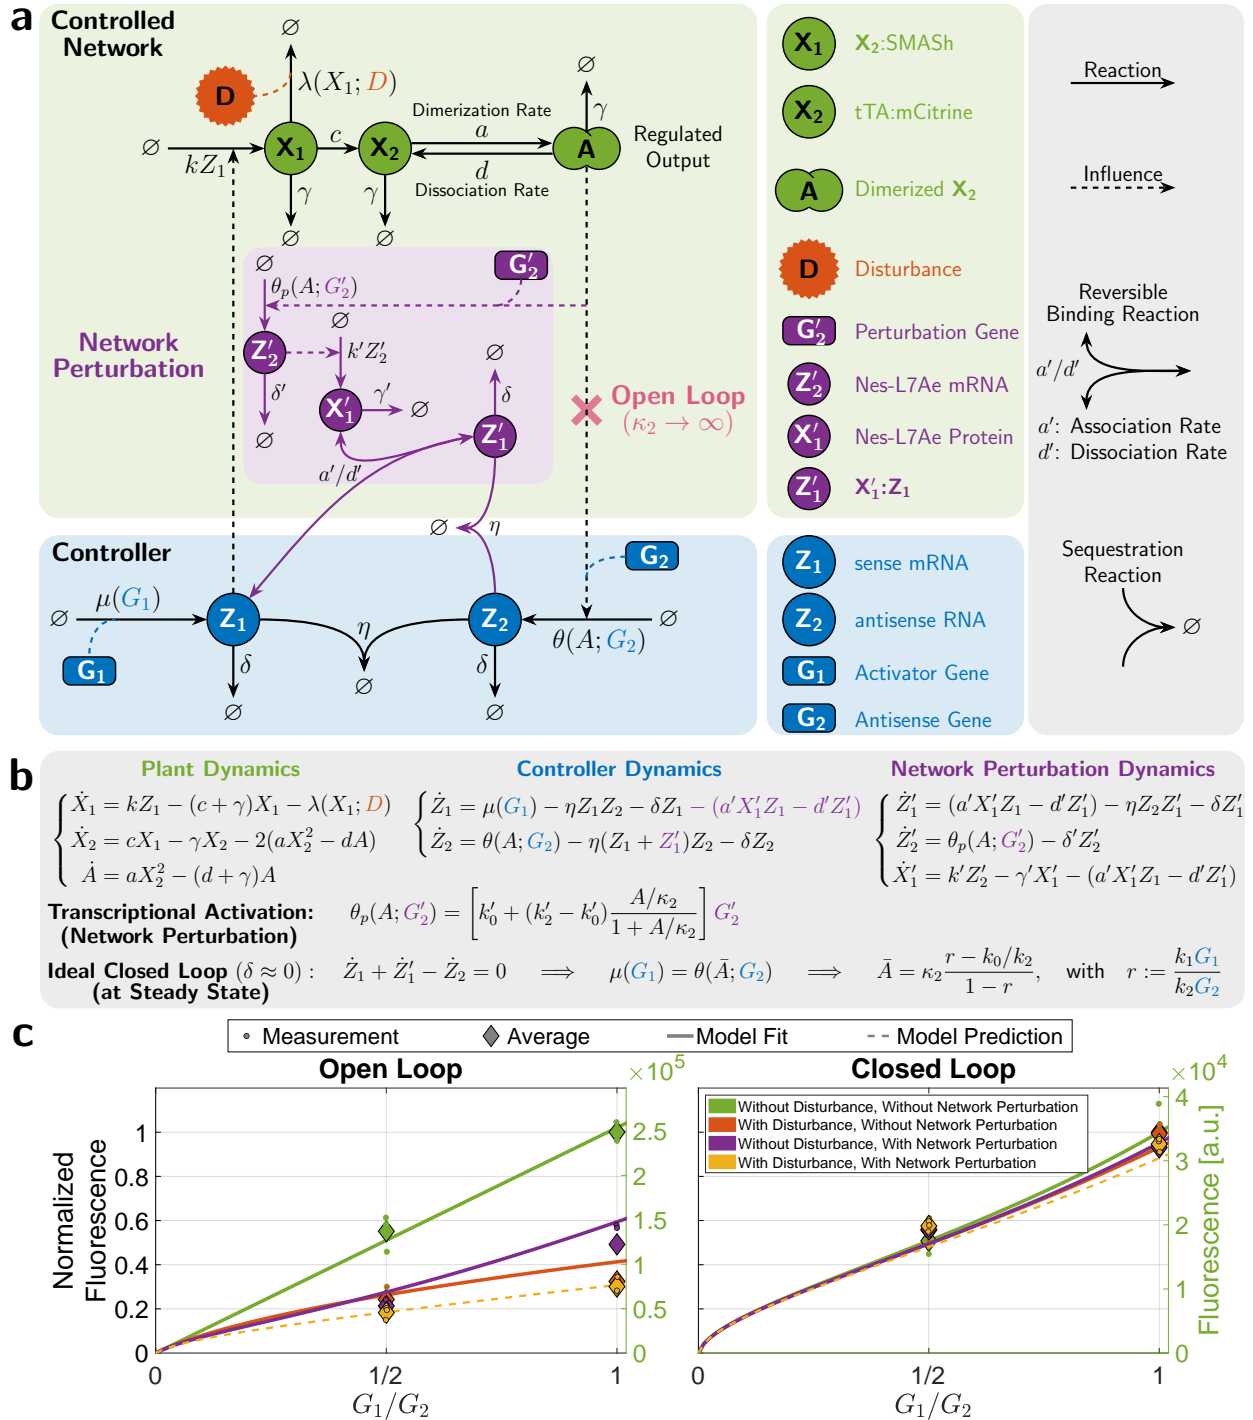 a
Controlled
Network
∅
∅
D
λ(X₁; D)
Dimerization Rate
γ
∅
kZ₁
X₁
c
X₂
a
d
A
Regulated
Output
Dissociation Rate
γ
γ
∅
∅
∅
G′₂
θₚ(A; G′₂)
∅
Network
Perturbation
Z′₂
k′Z′₂
∅
δ′
X′₁
γ′
∅
δ
Open Loop
(κ₂ → ∞)
Z′₁
∅
a′/d′
∅
η
X₁
X₂:SMASh
X₂
tTA:mCitrine
A
Dimerized X₂
D
Disturbance
G′₂
Perturbation Gene
Z′₂
Nes-L7Ae mRNA
X′₁
Nes-L7Ae Protein
Z′₁
X′₁:Z₁
Reaction
Influence
Reversible
Binding Reaction
a′/d′
a′: Association Rate
d′: Dissociation Rate
Sequestration
Reaction
∅
Controller
G₂
∅
μ(G₁)
Z₁
η
Z₂
θ(A; G₂)
∅
G₁
δ
∅
δ
∅
∅
Z₁
sense mRNA
Z₂
antisense RNA
G₁
Activator Gene
G₂
Antisense Gene
b
Plant Dynamics
Ẋ₁ = kZ₁ − (c + γ)X₁ − λ(X₁; D)
Ẋ₂ = cX₁ − γX₂ − 2(aX₂² − dA)
Ȧ = aX₂² − (d + γ)A
Controller Dynamics
Ż₁ = μ(G₁) − ηZ₁Z₂ − δZ₁ − (a′X′₁Z₁ − d′Z′₁)
Ż₂ = θ(A; G₂) − η(Z₁ + Z′₁)Z₂ − δZ₂
Network Perturbation Dynamics
Ż′₁ = (a′X′₁Z₁ − d′Z′₁) − ηZ₂Z′₁ − δZ′₁
Ż′₂ = θₚ(A; G′₂) − δ′Z′₂
Ẋ′₁ = k′Z′₂ − γ′X′₁ − (a′X′₁Z₁ − d′Z′₁)
Transcriptional Activation:
(Network Perturbation)
θₚ(A; G′₂) = [k′₀ + (k′₂ − k′₀) (A/κ₂)/(1 + A/κ₂)] G′₂
Ideal Closed Loop (δ ≈ 0) :
(at Steady State)
Ż₁ + Ż′₁ − Ż₂ = 0 ⟹ μ(G₁) = θ(Ā; G₂) ⟹ Ā = κ₂ (r − k₀/k₂)/(1 − r), with r := k₁G₁/k₂G₂
c
Measurement
Average
Model Fit
Model Prediction
Open Loop
×10⁵
Normalized
Fluorescence
1
0.8
0.6
0.4
0.2
0
2.5
2
1.5
1
0.5
0
0
1/2
1
G₁/G₂
Closed Loop
×10⁴
Without Disturbance, Without Network Perturbation
With Disturbance, Without Network Perturbation
Without Disturbance, With Network Perturbation
With Disturbance, With Network Perturbation
4
3
2
1
0
Fluorescence [a.u.]
0
1/2
1
G₁/G₂